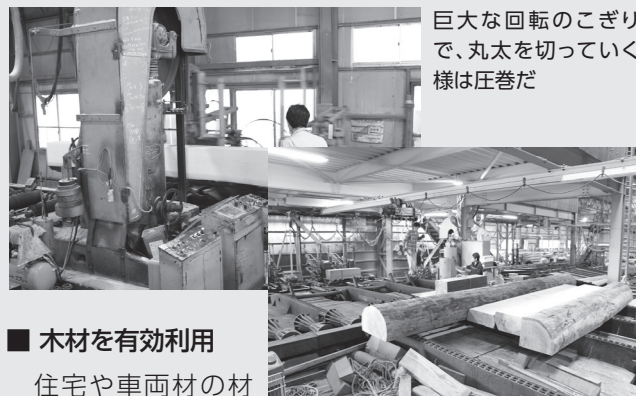 巨大な回転のこぎり
で、丸太を切っていく
様は圧巻だ
■ 木材を有効利用
住宅や車両材の材